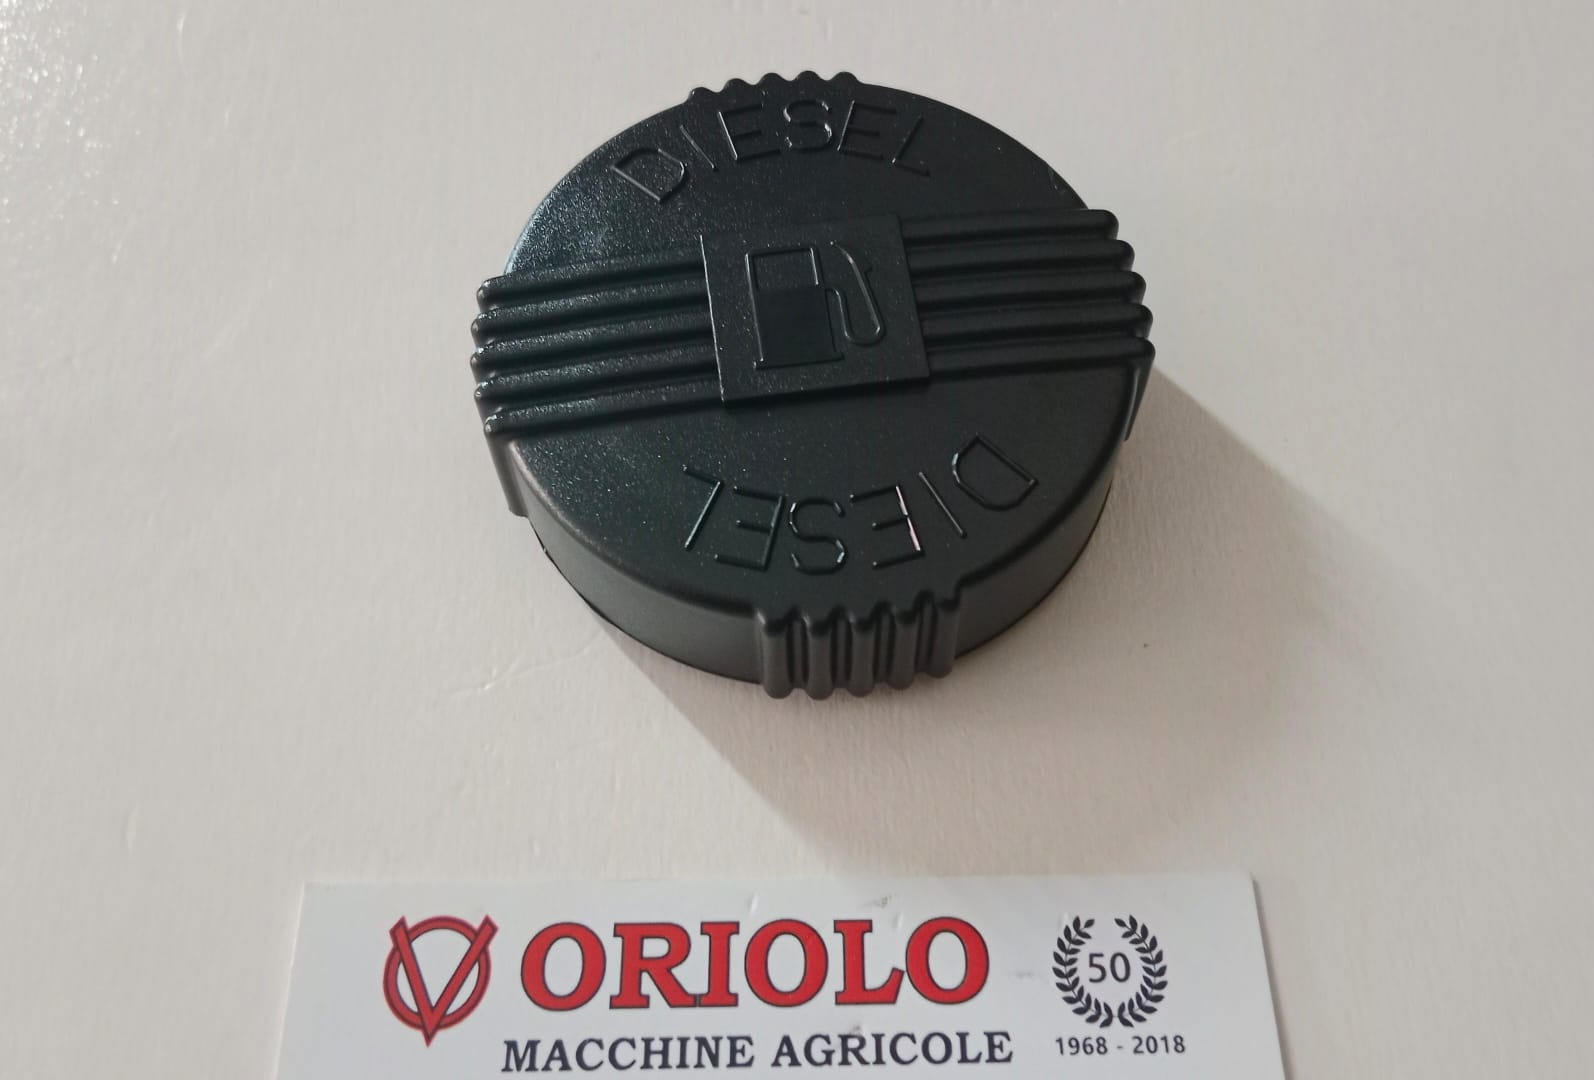 DIESEL
DIESEL
ORIOLO
MACCHINE AGRICOLE
50
1968 - 2018